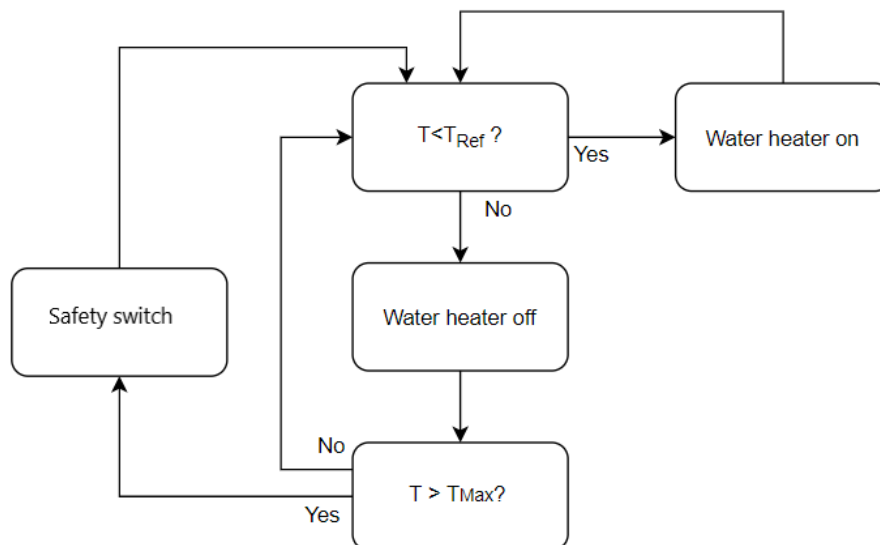 T<TRef ?
Yes
Water heater on
No
Safety switch
Water heater off
No
T > TMax?
Yes